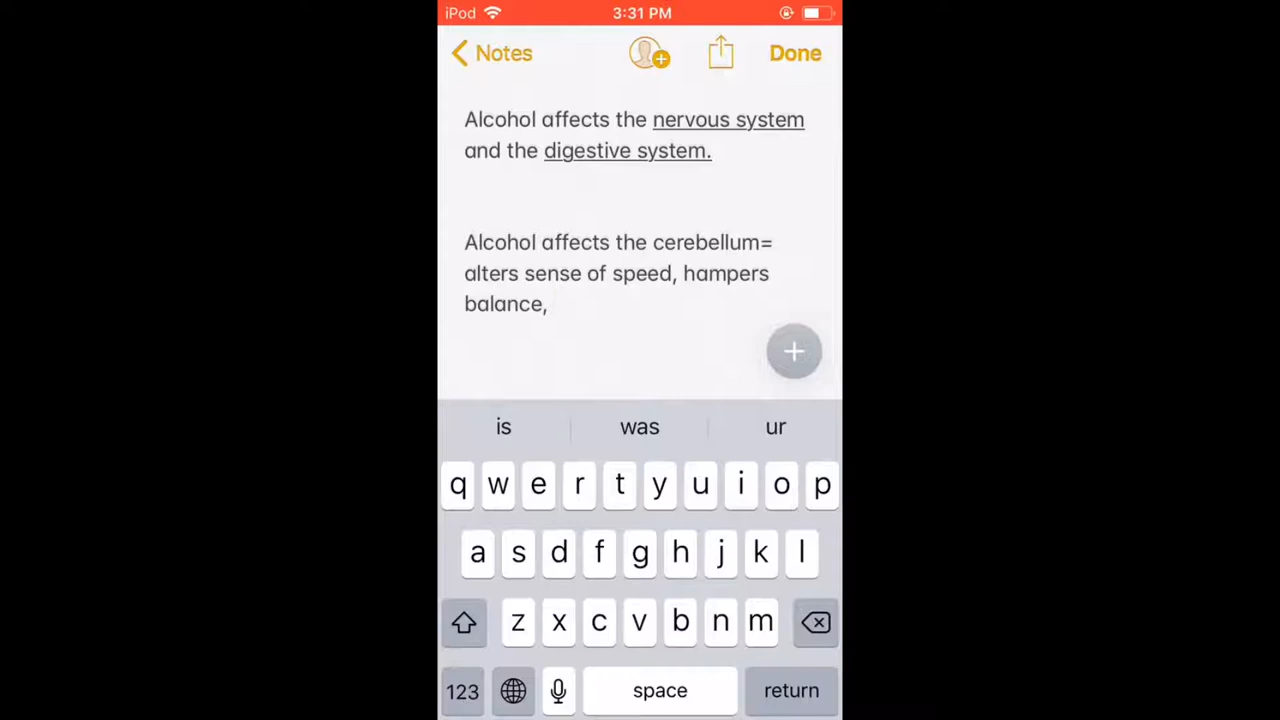 iPod 3:31 PM
Notes Done
Alcohol affects the nervous system
and the digestive system.
Alcohol affects the cerebellum=
alters sense of speed, hampers
balance,
is was ur
q w e r t y u i o p
a s d f g h j k l
z x c v b n m
123 space return